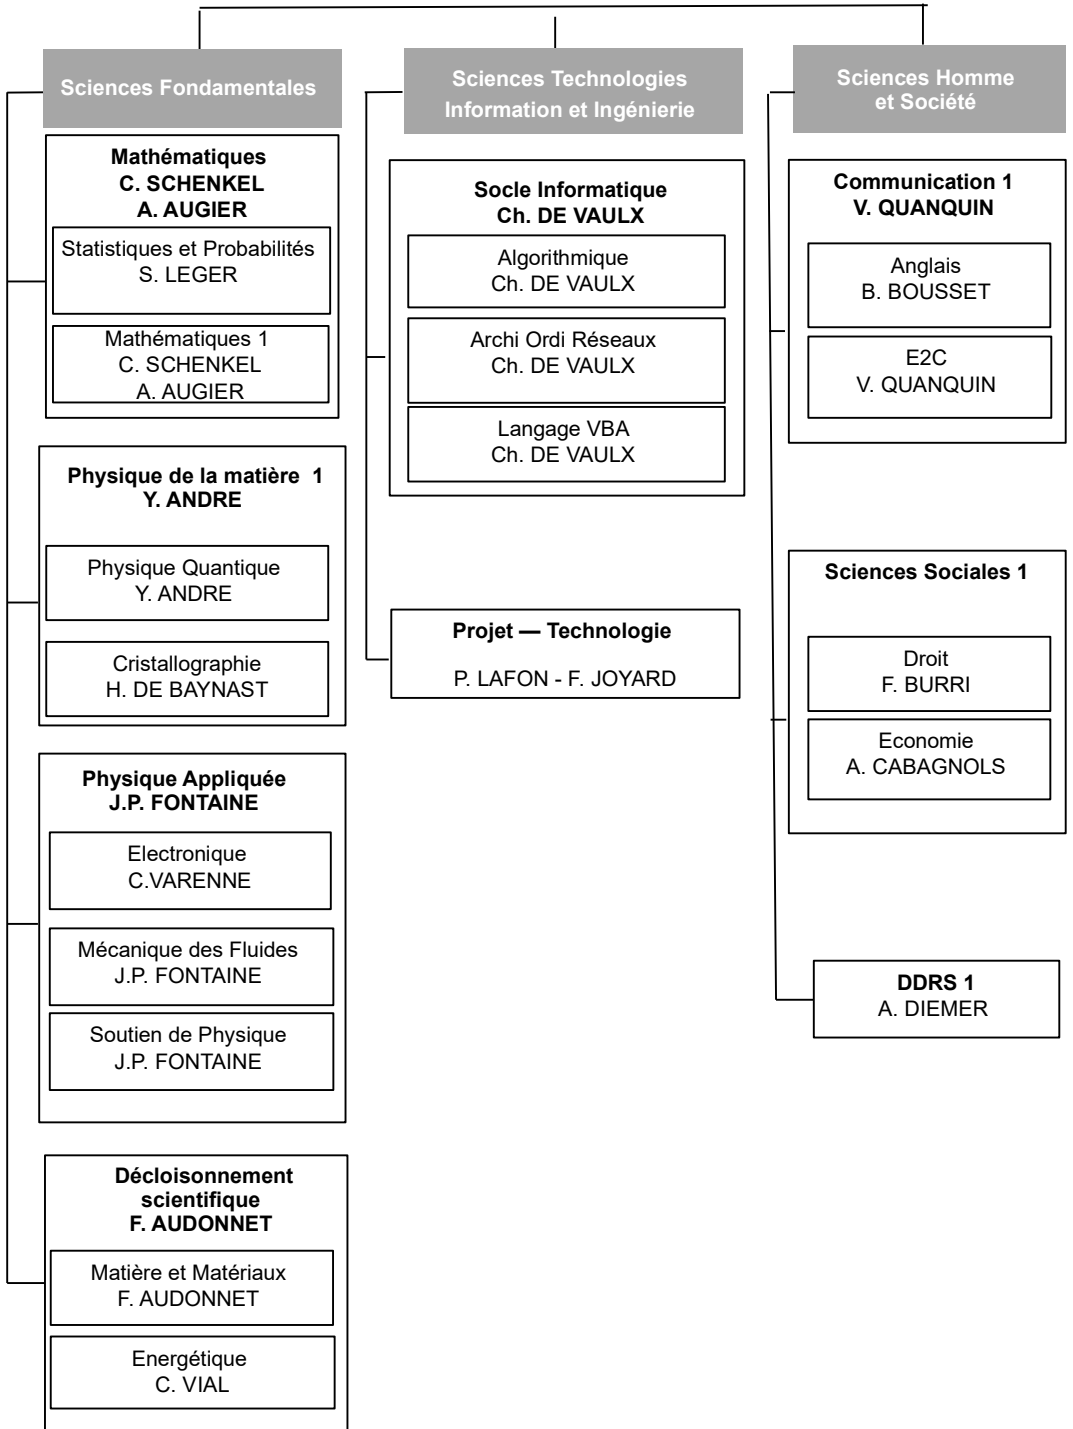 Sciences Fondamentales
Mathématiques
C. SCHENKEL
A. AUGIER
Statistiques et Probabilités
S. LEGER
Mathématiques 1
C. SCHENKEL
A. AUGIER
Physique de la matière 1
Y. ANDRE
Physique Quantique
Y. ANDRE
Cristallographie
H. DE BAYNAST
Physique Appliquée
J.P. FONTAINE
Electronique
C.VARENNE
Mécanique des Fluides
J.P. FONTAINE
Soutien de Physique
J.P. FONTAINE
Décloisonnement
scientifique
F. AUDONNET
Matière et Matériaux
F. AUDONNET
Energétique
C. VIAL
Sciences Technologies
Information et Ingénierie
Socle Informatique
Ch. DE VAULX
Algorithmique
Ch. DE VAULX
Archi Ordi Réseaux
Ch. DE VAULX
Langage VBA
Ch. DE VAULX
Projet — Technologie
P. LAFON - F. JOYARD
Sciences Homme
et Société
Communication 1
V. QUANQUIN
Anglais
B. BOUSSET
E2C
V. QUANQUIN
Sciences Sociales 1
Droit
F. BURRI
Economie
A. CABAGNOLS
DDRS 1
A. DIEMER